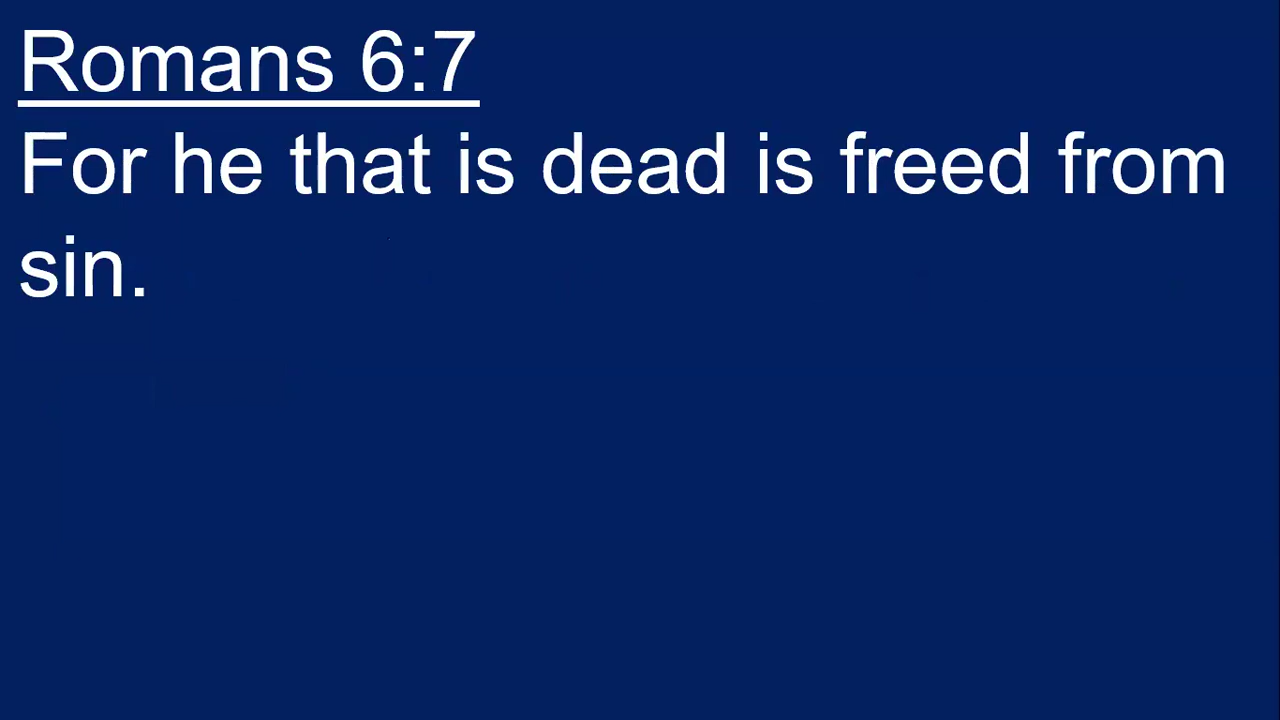 Romans 6:7
For he that is dead is freed from
sin.